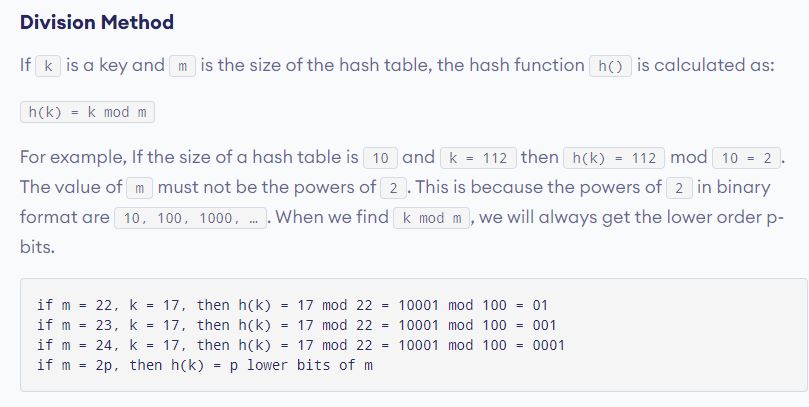 Division Method
If k is a key and m is the size of the hash table, the hash function h() is calculated as:
h(k) = k mod m
For example, If the size of a hash table is 10 and k = 112 then h(k) = 112 mod 10 = 2.
The value of m must not be the powers of 2. This is because the powers of 2 in binary
format are 10, 100, 1000, …. When we find k mod m, we will always get the lower order p-
bits.
if m = 22, k = 17, then h(k) = 17 mod 22 = 10001 mod 100 = 01
if m = 23, k = 17, then h(k) = 17 mod 22 = 10001 mod 100 = 001
if m = 24, k = 17, then h(k) = 17 mod 22 = 10001 mod 100 = 0001
if m = 2p, then h(k) = p lower bits of m